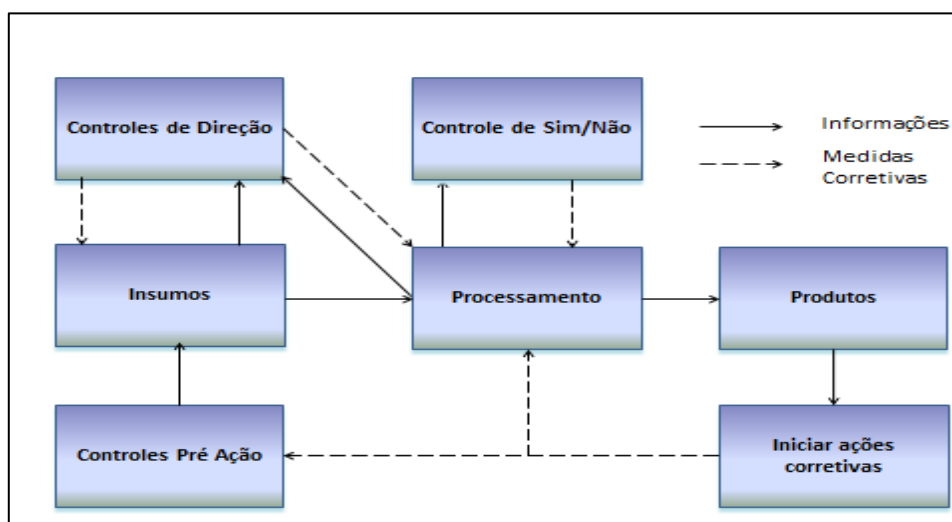 Controles de Direção
Controle de Sim/Não
Informações
Medidas
Corretivas
Insumos
Processamento
Produtos
Controles Pré Ação
Iniciar ações
corretivas